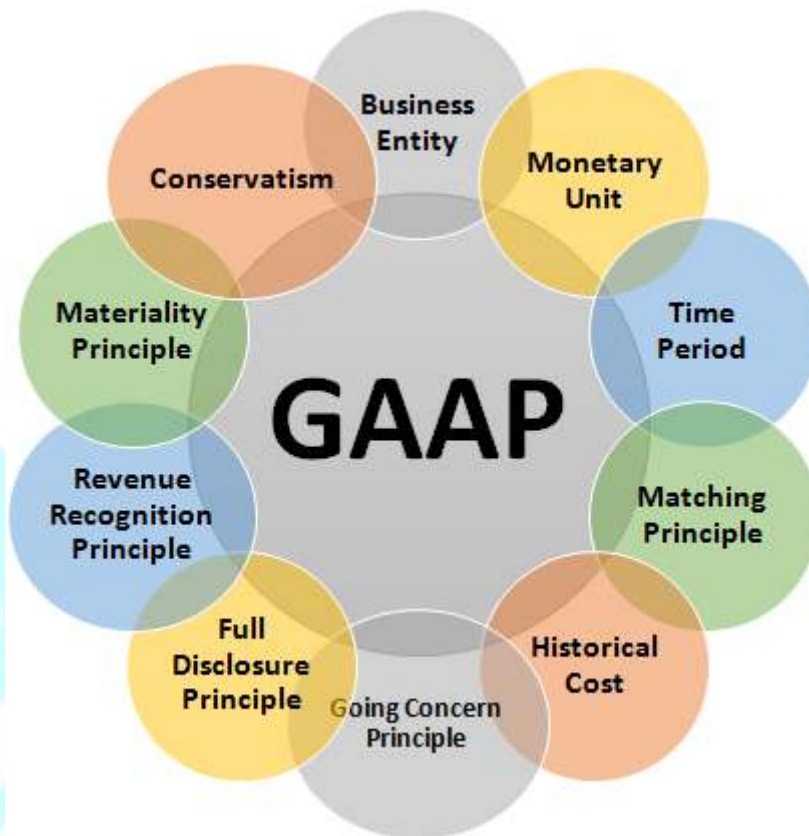 Business
Entity
Monetary
Unit
Time
Period
Matching
Principle
Historical
Cost
Going Concern
Principle
Full
Disclosure
Principle
Revenue
Recognition
Principle
Materiality
Principle
Conservatism
GAAP